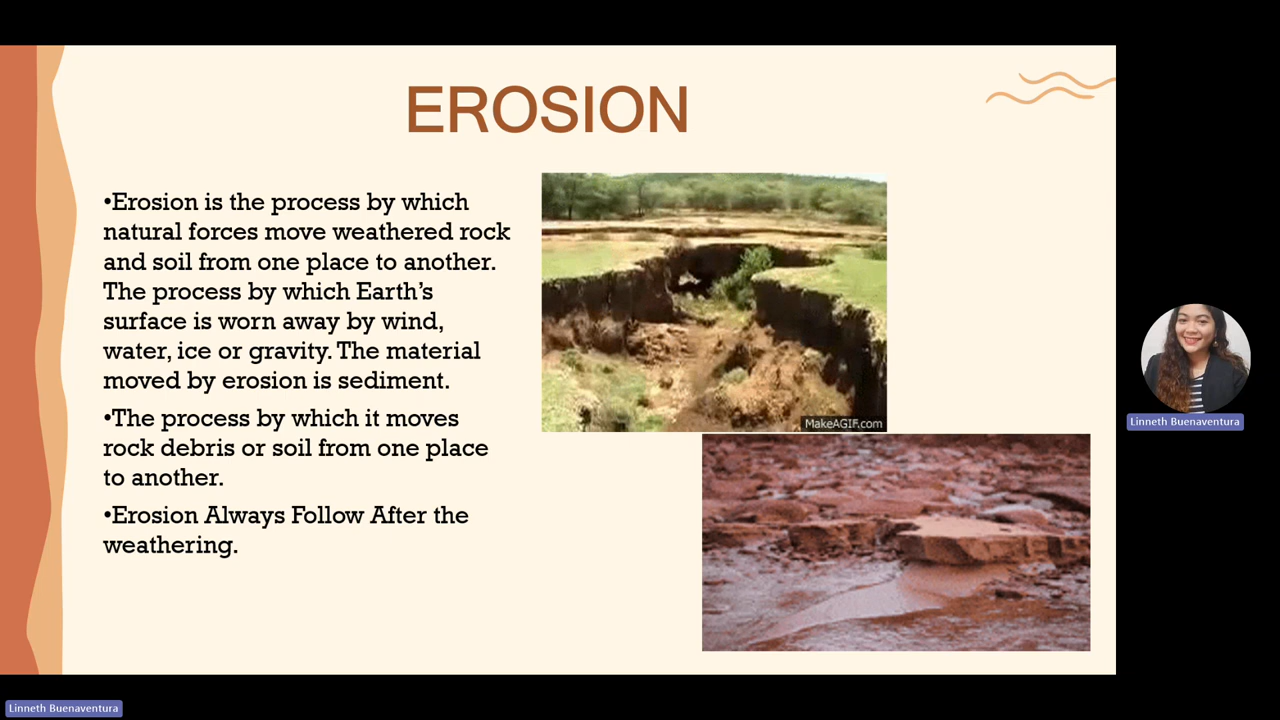 EROSION
•Erosion is the process by which
natural forces move weathered rock
and soil from one place to another.
The process by which Earth’s
surface is worn away by wind,
water, ice or gravity. The material
moved by erosion is sediment.
•The process by which it moves
rock debris or soil from one place
to another.
•Erosion Always Follow After the
weathering.
MakeAGIF.com
Linneth Buenaventura
Linneth Buenaventura